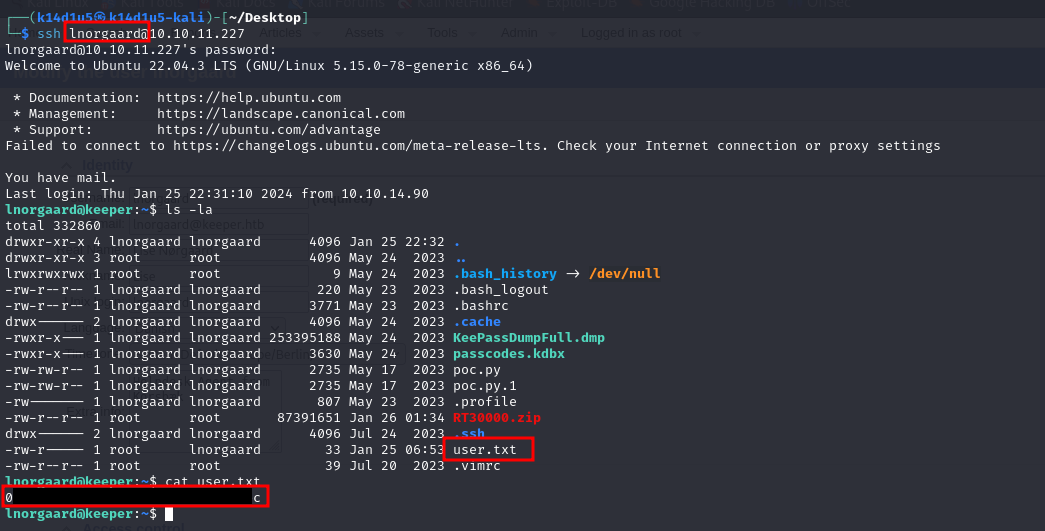 ┌──(k14d1u5㉿k14d1u5-kali)-[~/Desktop]
└─$ ssh lnorgaard@10.10.11.227
lnorgaard@10.10.11.227's password:
Welcome to Ubuntu 22.04.3 LTS (GNU/Linux 5.15.0-78-generic x86_64)
* Documentation:  https://help.ubuntu.com
* Management:     https://landscape.canonical.com
* Support:        https://ubuntu.com/advantage
Failed to connect to https://changelogs.ubuntu.com/meta-release-lts. Check your Internet connection or proxy settings
You have mail.
Last login: Thu Jan 25 22:31:10 2024 from 10.10.14.90
lnorgaard@keeper:~$ ls -la
total 332860
drwxr-xr-x 4 lnorgaard lnorgaard      4096 Jan 25 22:32 .
drwxr-xr-x 3 root      root           4096 May 24  2023 ..
lrwxrwxrwx 1 root      root              9 May 24  2023 .bash_history -> /dev/null
-rw-r--r-- 1 lnorgaard lnorgaard       220 May 23  2023 .bash_logout
-rw-r--r-- 1 lnorgaard lnorgaard      3771 May 23  2023 .bashrc
drwx------ 2 lnorgaard lnorgaard      4096 May 24  2023 .cache
-rwxr-x--- 1 lnorgaard lnorgaard 253395188 May 24  2023 KeePassDumpFull.dmp
-rwxr-x--- 1 lnorgaard lnorgaard      3630 May 24  2023 passcodes.kdbx
-rw-rw-r-- 1 lnorgaard lnorgaard      2735 May 17  2023 poc.py
-rw-rw-r-- 1 lnorgaard lnorgaard      2735 May 17  2023 poc.py.1
-rw------- 1 lnorgaard lnorgaard       807 May 23  2023 .profile
-rw-r--r-- 1 root      root       87391651 Jan 26 01:34 RT30000.zip
drwx------ 2 lnorgaard lnorgaard      4096 Jul 24  2023 .ssh
-rw-r----- 1 root      lnorgaard        33 Jan 25 06:53 user.txt
-rw-r--r-- 1 root      root             39 Jul 20  2023 .vimrc
lnorgaard@keeper:~$ cat user.txt
0 c
lnorgaard@keeper:~$